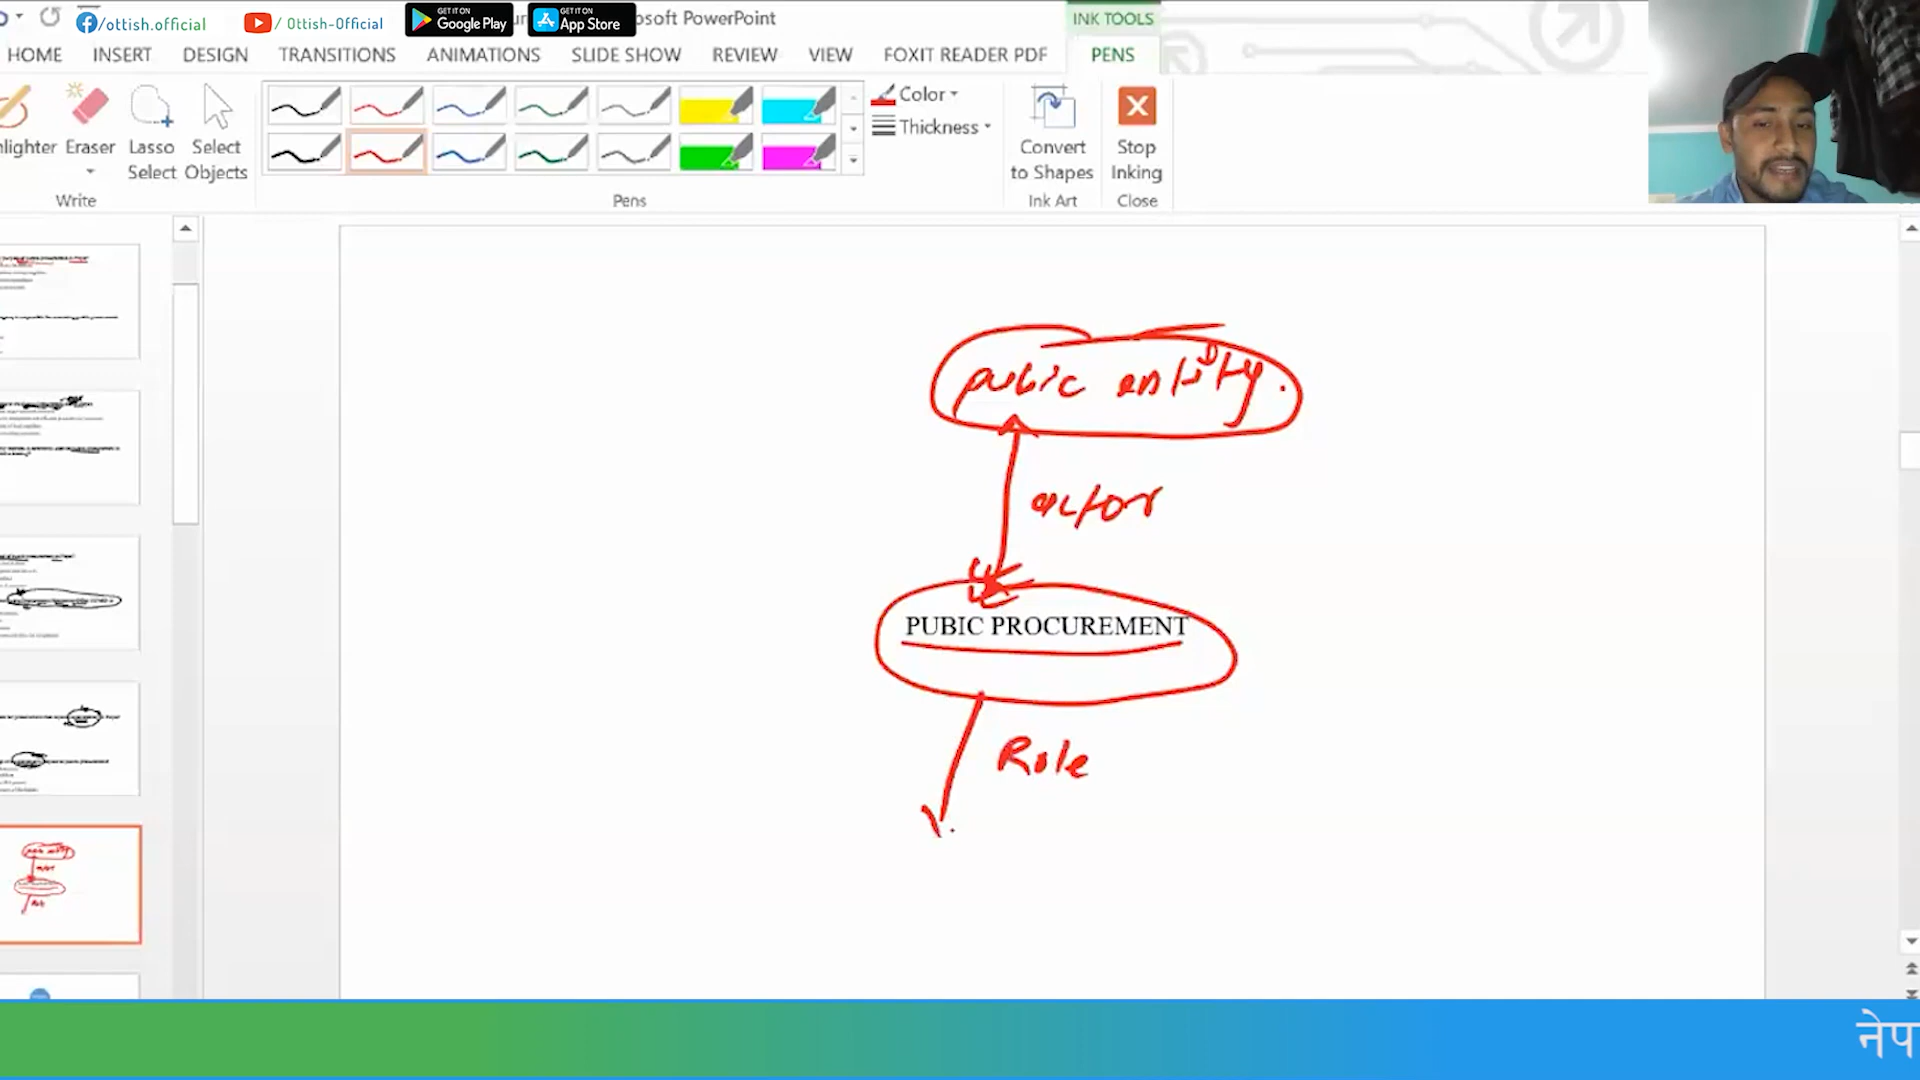 /ottish.official
/ Ottish-Official
GET IT ON
Google Play
GET IT ON
App Store
osoft PowerPoint
INK TOOLS
HOME INSERT DESIGN TRANSITIONS ANIMATIONS SLIDE SHOW REVIEW VIEW FOXIT READER PDF PENS
hlighter
Eraser
Lasso
Select
Select
Objects
Color
Thickness
Convert
to Shapes
Stop
Inking
Write
Pens
Ink Art
Close
pubic entity.
actor
PUBIC PROCUREMENT
Role
नेप